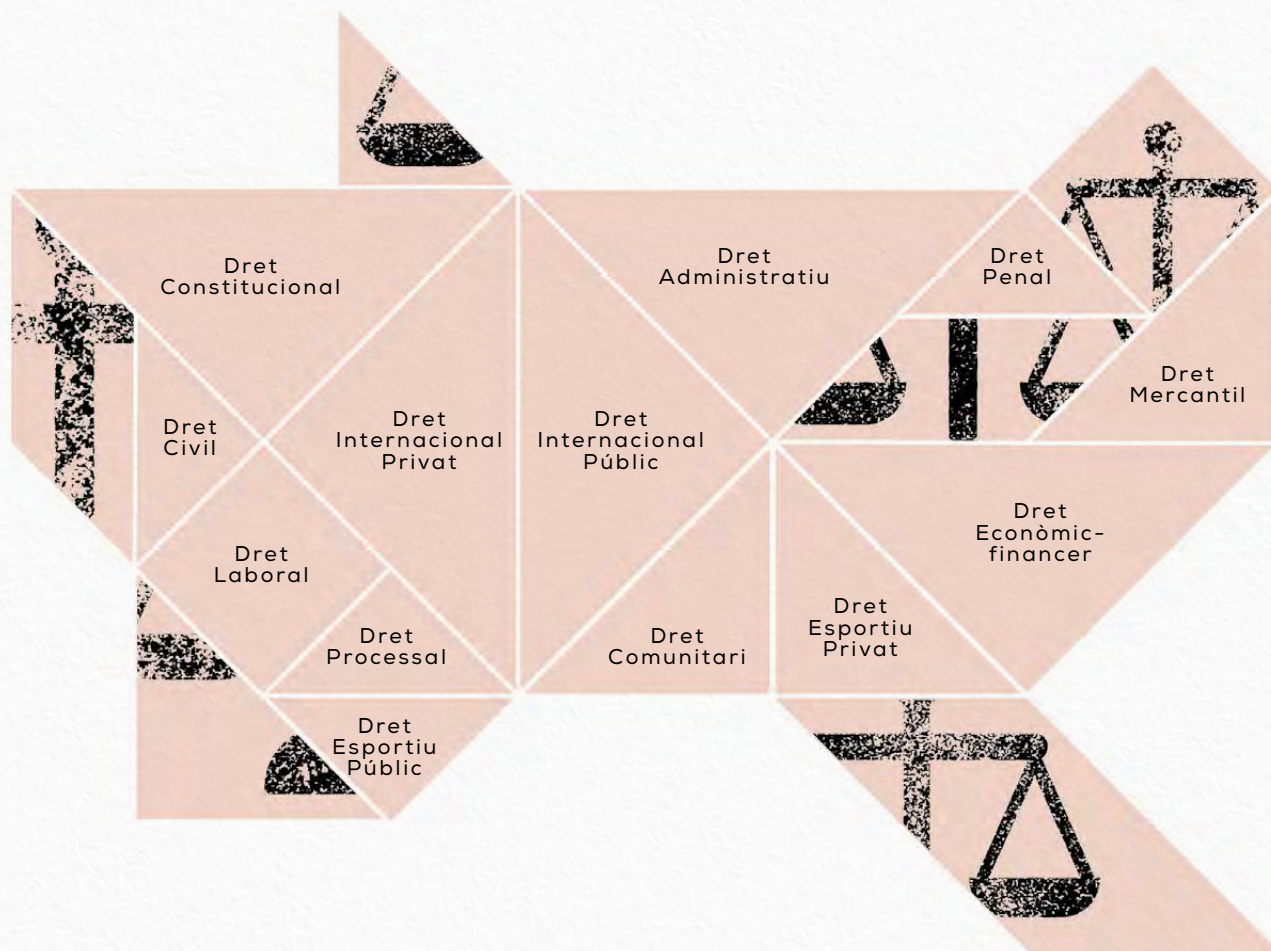 Dret
Constitucional
Dret
Administratiu
Dret
Penal
Dret
Mercantil
Dret
Civil
Dret
Internacional
Privat
Dret
Internacional
Públic
Dret
Econòmic-
financer
Dret
Laboral
Dret
Processal
Dret
Comunitari
Dret
Esportiu
Privat
Dret
Esportiu
Públic